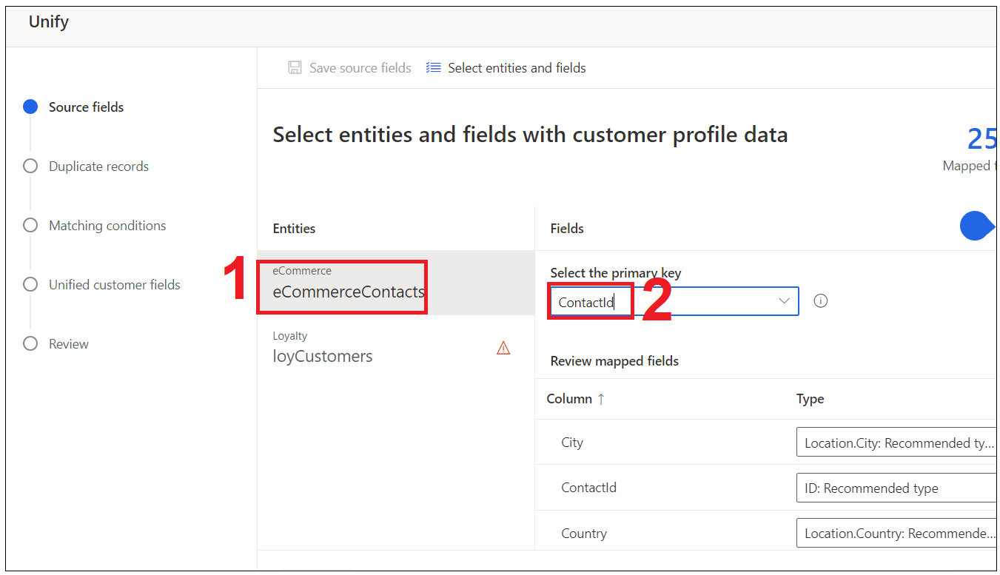 Unify
Save source fields
Select entities and fields
Source fields
Duplicate records
Matching conditions
Unified customer fields
Review
Select entities and fields with customer profile data
25
Mapped f
Entities
Fields
1
eCommerce
eCommerceContacts
Loyalty
loyCustomers
Select the primary key
ContactId
2
Review mapped fields
Column ↑
Type
City
Location.City: Recommended ty...
ContactId
ID: Recommended type
Country
Location.Country: Recommende...